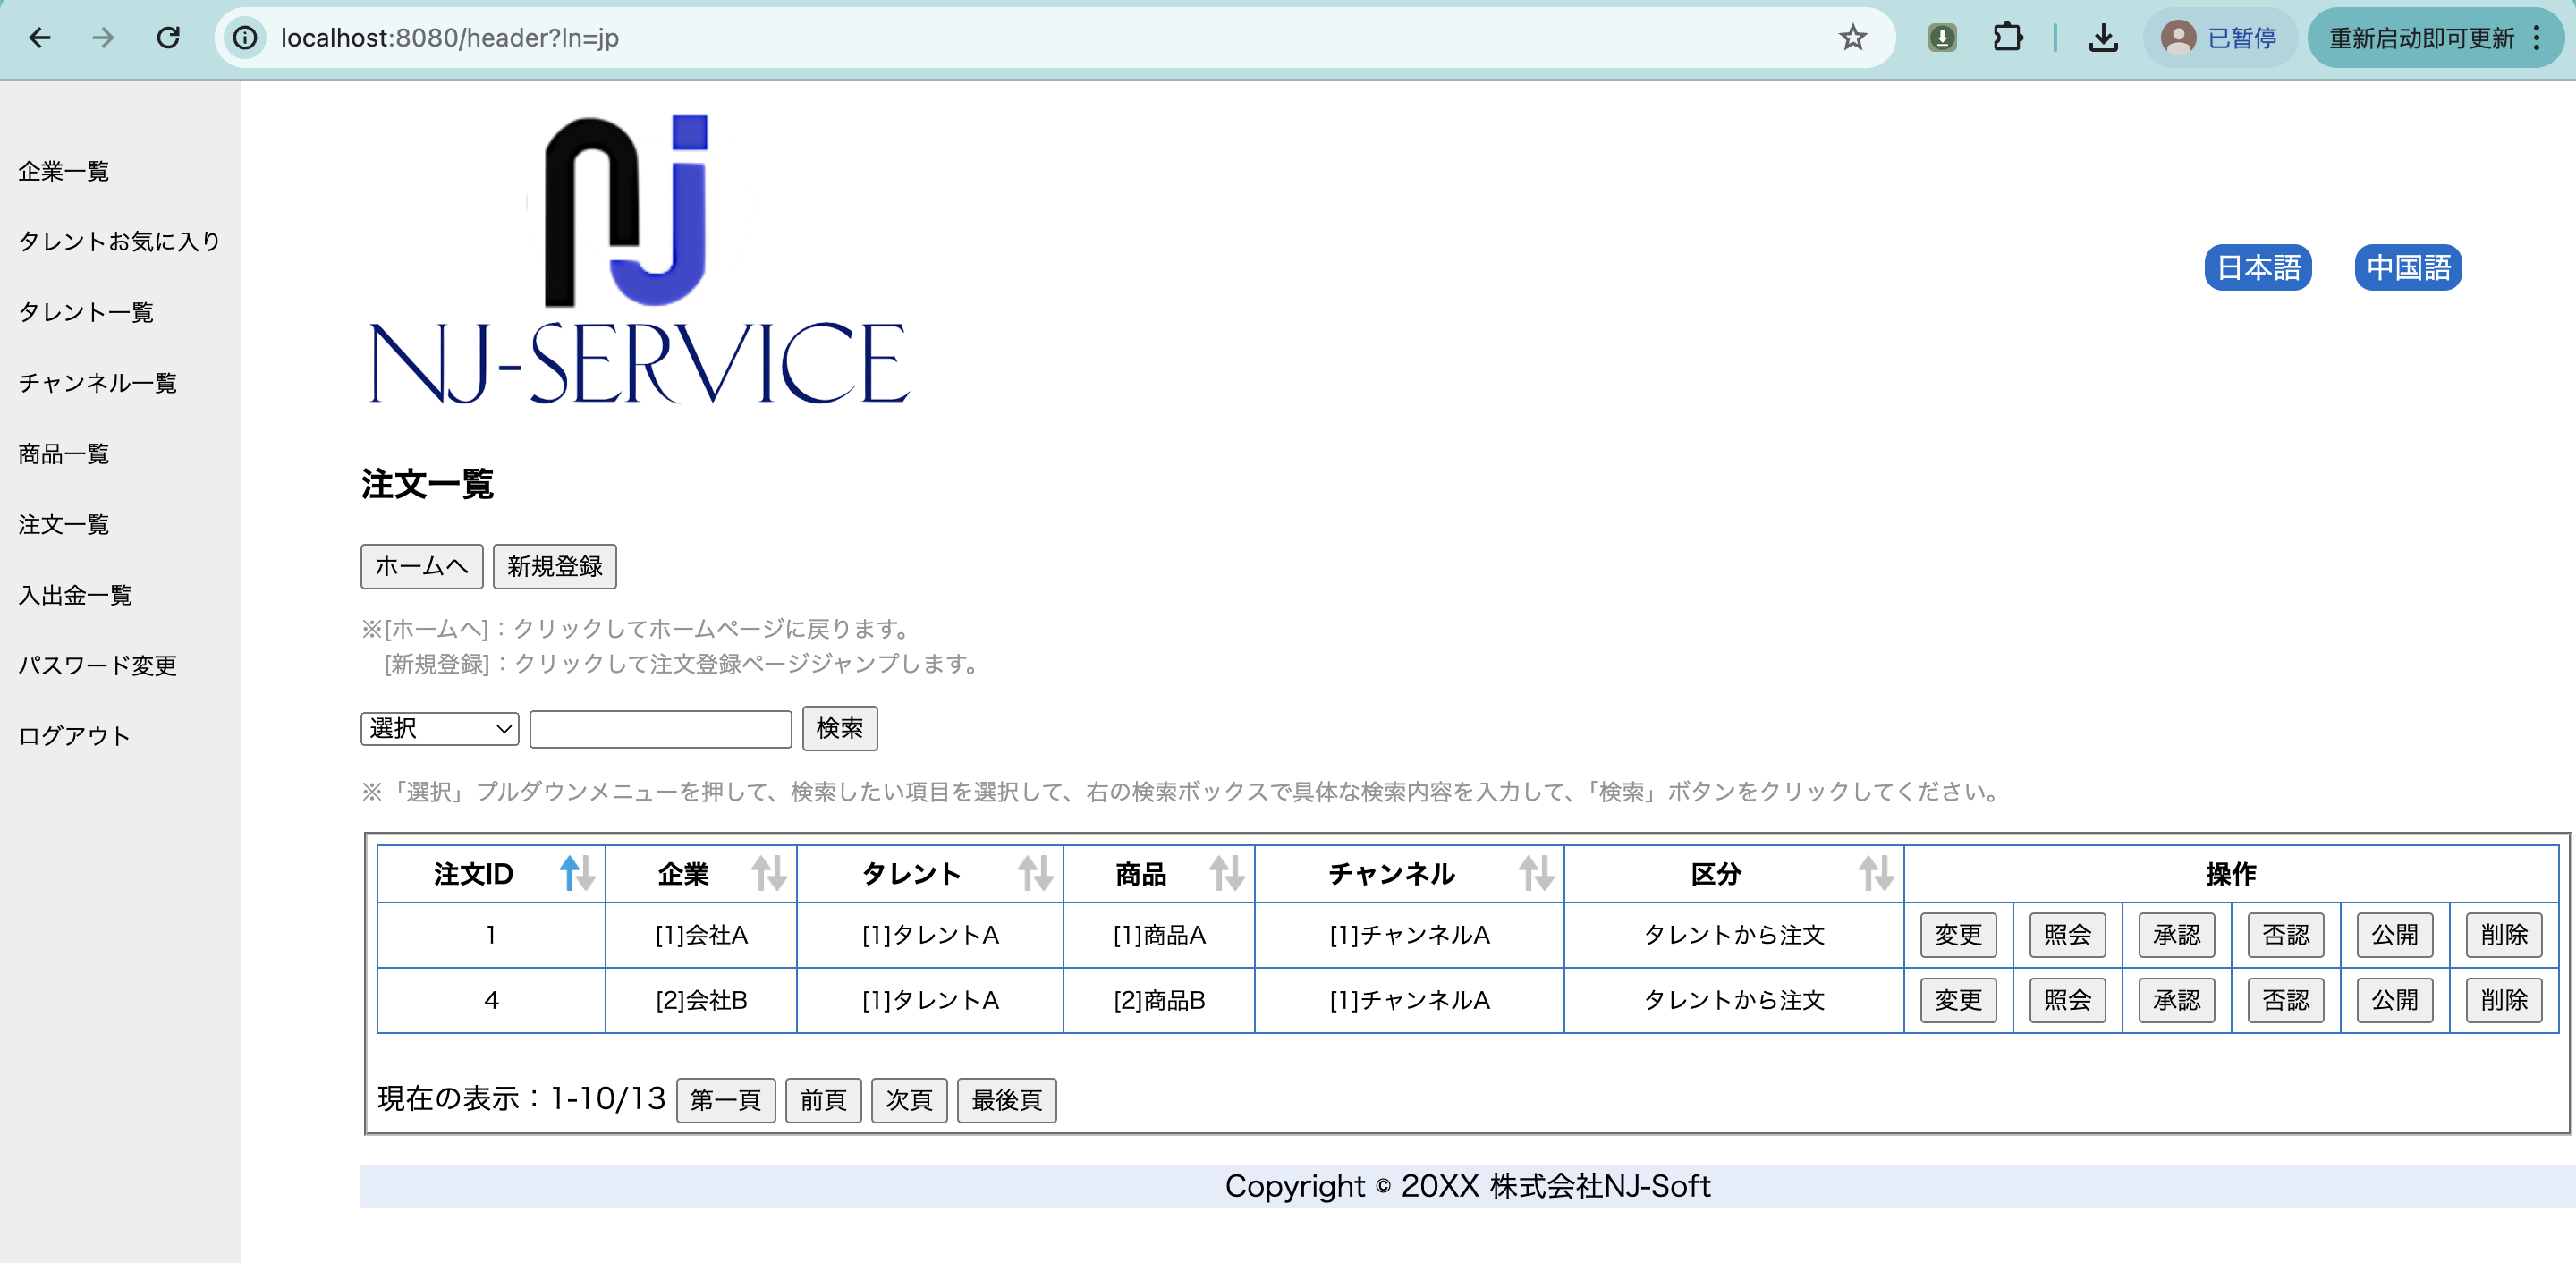 localhost:8080/header?ln=jp
已暂停
重新启动即可更新
企業一覧
タレントお気に入り
タレント一覧
チャンネル一覧
商品一覧
注文一覧
入出金一覧
パスワード変更
ログアウト
nj
NJ-SERVICE
日本語 中国語
注文一覧
ホームへ 新規登録
※[ホームへ]：クリックしてホームページに戻ります。
[新規登録]：クリックして注文登録ページジャンプします。
選択 検索
※「選択」プルダウンメニューを押して、検索したい項目を選択して、右の検索ボックスで具体な検索内容を入力して、「検索」ボタンをクリックしてください。
注文ID 企業 タレント 商品 チャンネル 区分 操作
1 [1]会社A [1]タレントA [1]商品A [1]チャンネルA タレントから注文 変更 照会 承認 否認 公開 削除
4 [2]会社B [1]タレントA [2]商品B [1]チャンネルA タレントから注文 変更 照会 承認 否認 公開 削除
現在の表示：1-10/13 第一頁 前頁 次頁 最後頁
Copyright © 20XX 株式会社NJ-Soft